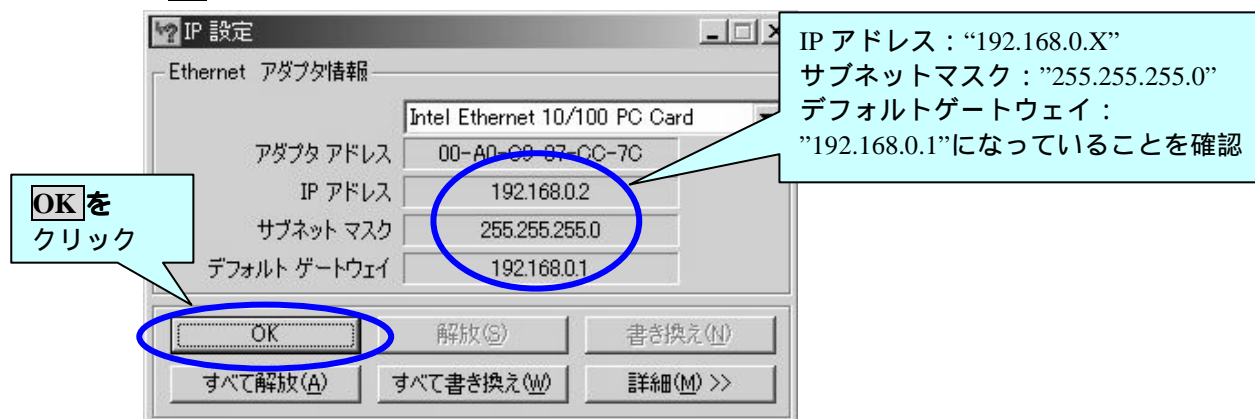 IP 設定
Ethernet アダプタ情報
Intel Ethernet 10/100 PC Card
アダプタ アドレス 00-A0-C9-87-CC-7C
IP アドレス 192.168.0.2
サブネット マスク 255.255.255.0
デフォルト ゲートウェイ 192.168.0.1
OK 解放(S) 書き換え(N)
すべて解放(A) すべて書き換え(W) 詳細(M) >>
IP アドレス：“192.168.0.X”
サブネットマスク：”255.255.255.0”
デフォルトゲートウェイ：
”192.168.0.1”になっていることを確認
OK を
クリック